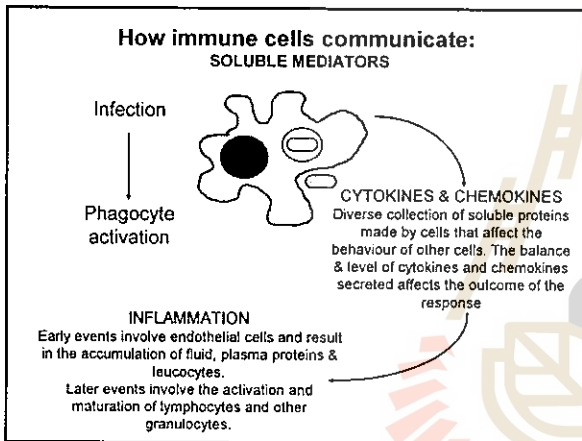 How immune cells communicate:
SOLUBLE MEDIATORS
Infection
Phagocyte
activation
CYTOKINES & CHEMOKINES
Diverse collection of soluble proteins
made by cells that affect the
behaviour of other cells. The balance
& level of cytokines and chemokines
secreted affects the outcome of the
response
INFLAMMATION
Early events involve endothelial cells and result
in the accumulation of fluid, plasma proteins &
leucocytes.
Later events involve the activation and
maturation of lymphocytes and other
granulocytes.